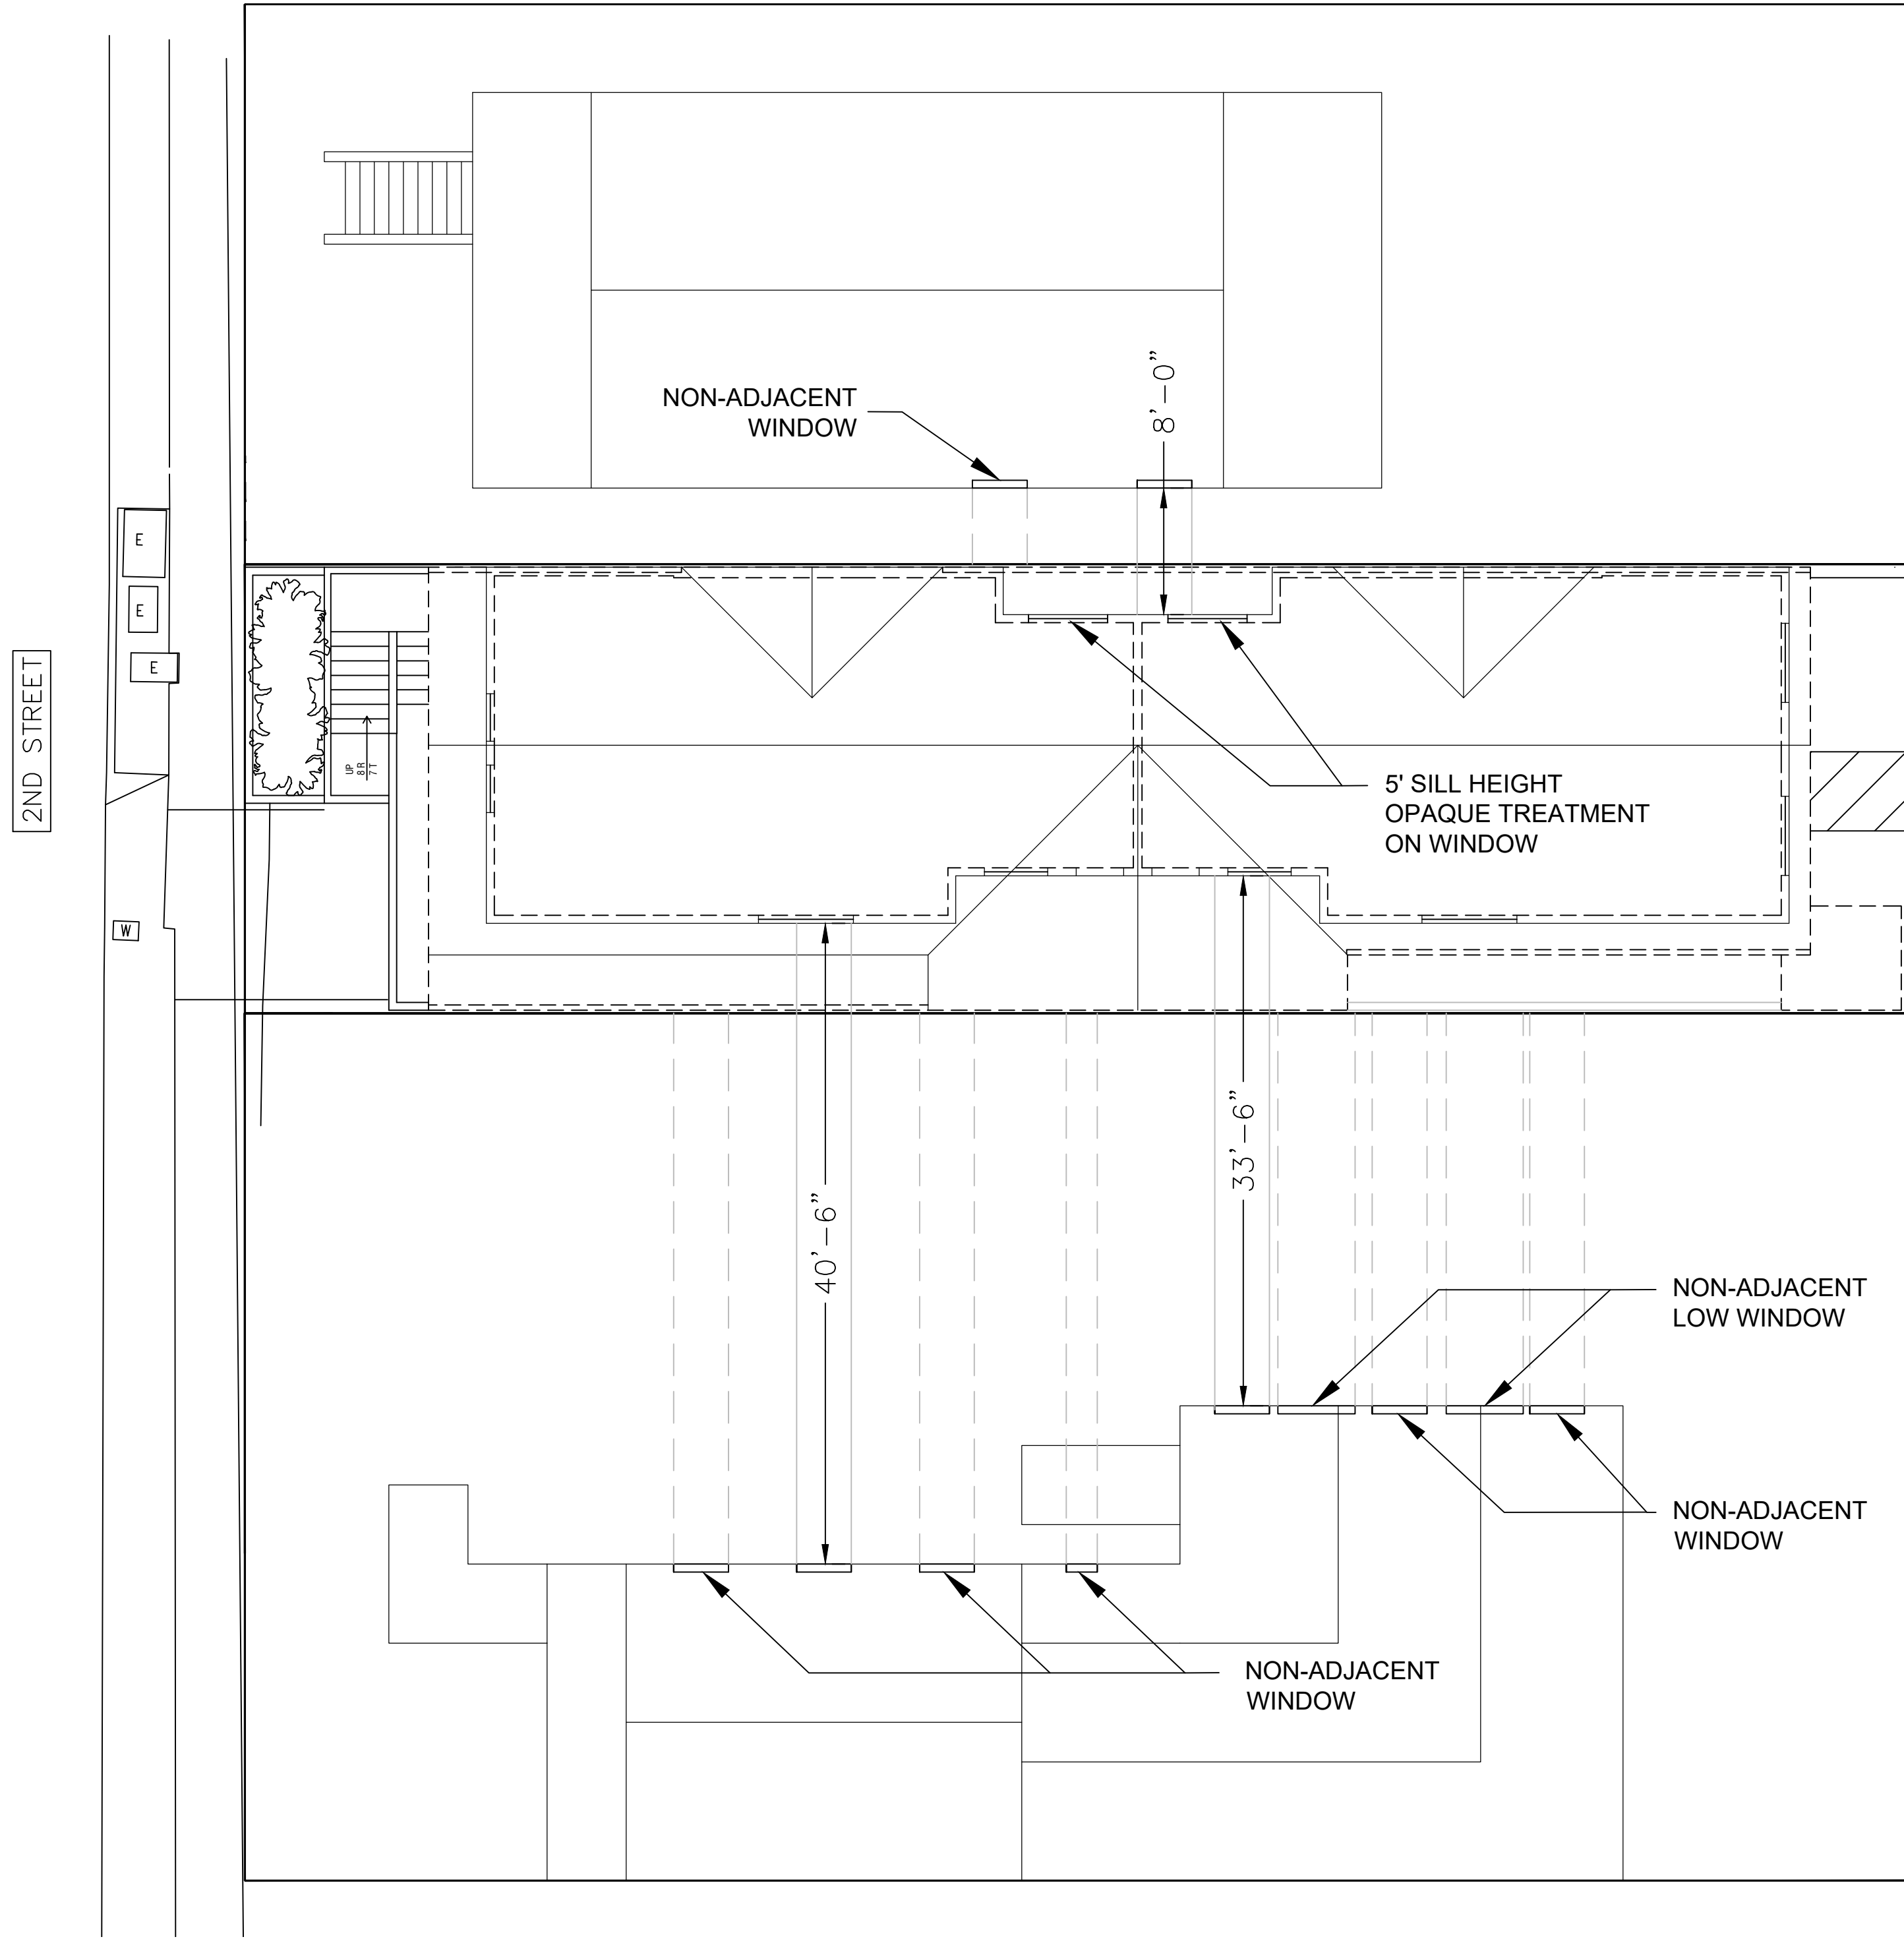 NON-ADJACENT
WINDOW
8'-0"
E
E
E
2ND STREET
UP
8R
7T
5' SILL HEIGHT
OPAQUE TREATMENT
ON WINDOW
W
33'-6"
40'-6"
NON-ADJACENT
LOW WINDOW
NON-ADJACENT
WINDOW
NON-ADJACENT
WINDOW